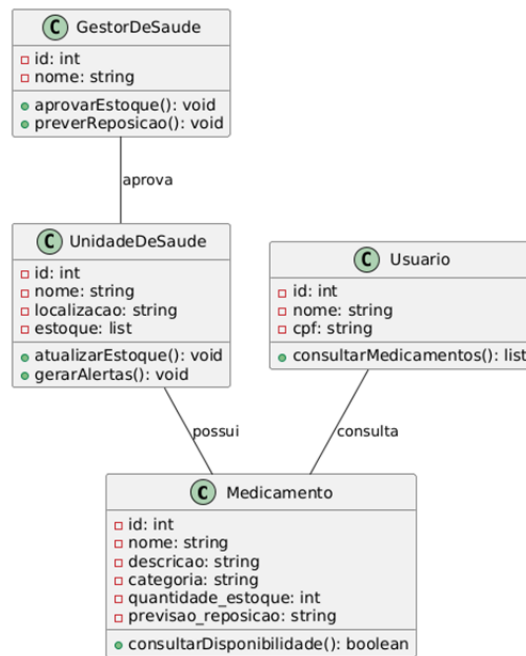 C GestorDeSaude
id: int
nome: string
aprovarEstoque(): void
preverReposicao(): void
aprova
C UnidadeDeSaude
id: int
nome: string
localizacao: string
estoque: list
atualizarEstoque(): void
gerarAlertas(): void
C Usuario
id: int
nome: string
cpf: string
consultarMedicamentos(): list
possui
consulta
C Medicamento
id: int
nome: string
descricao: string
categoria: string
quantidade_estoque: int
previsao_reposicao: string
consultarDisponibilidade(): boolean